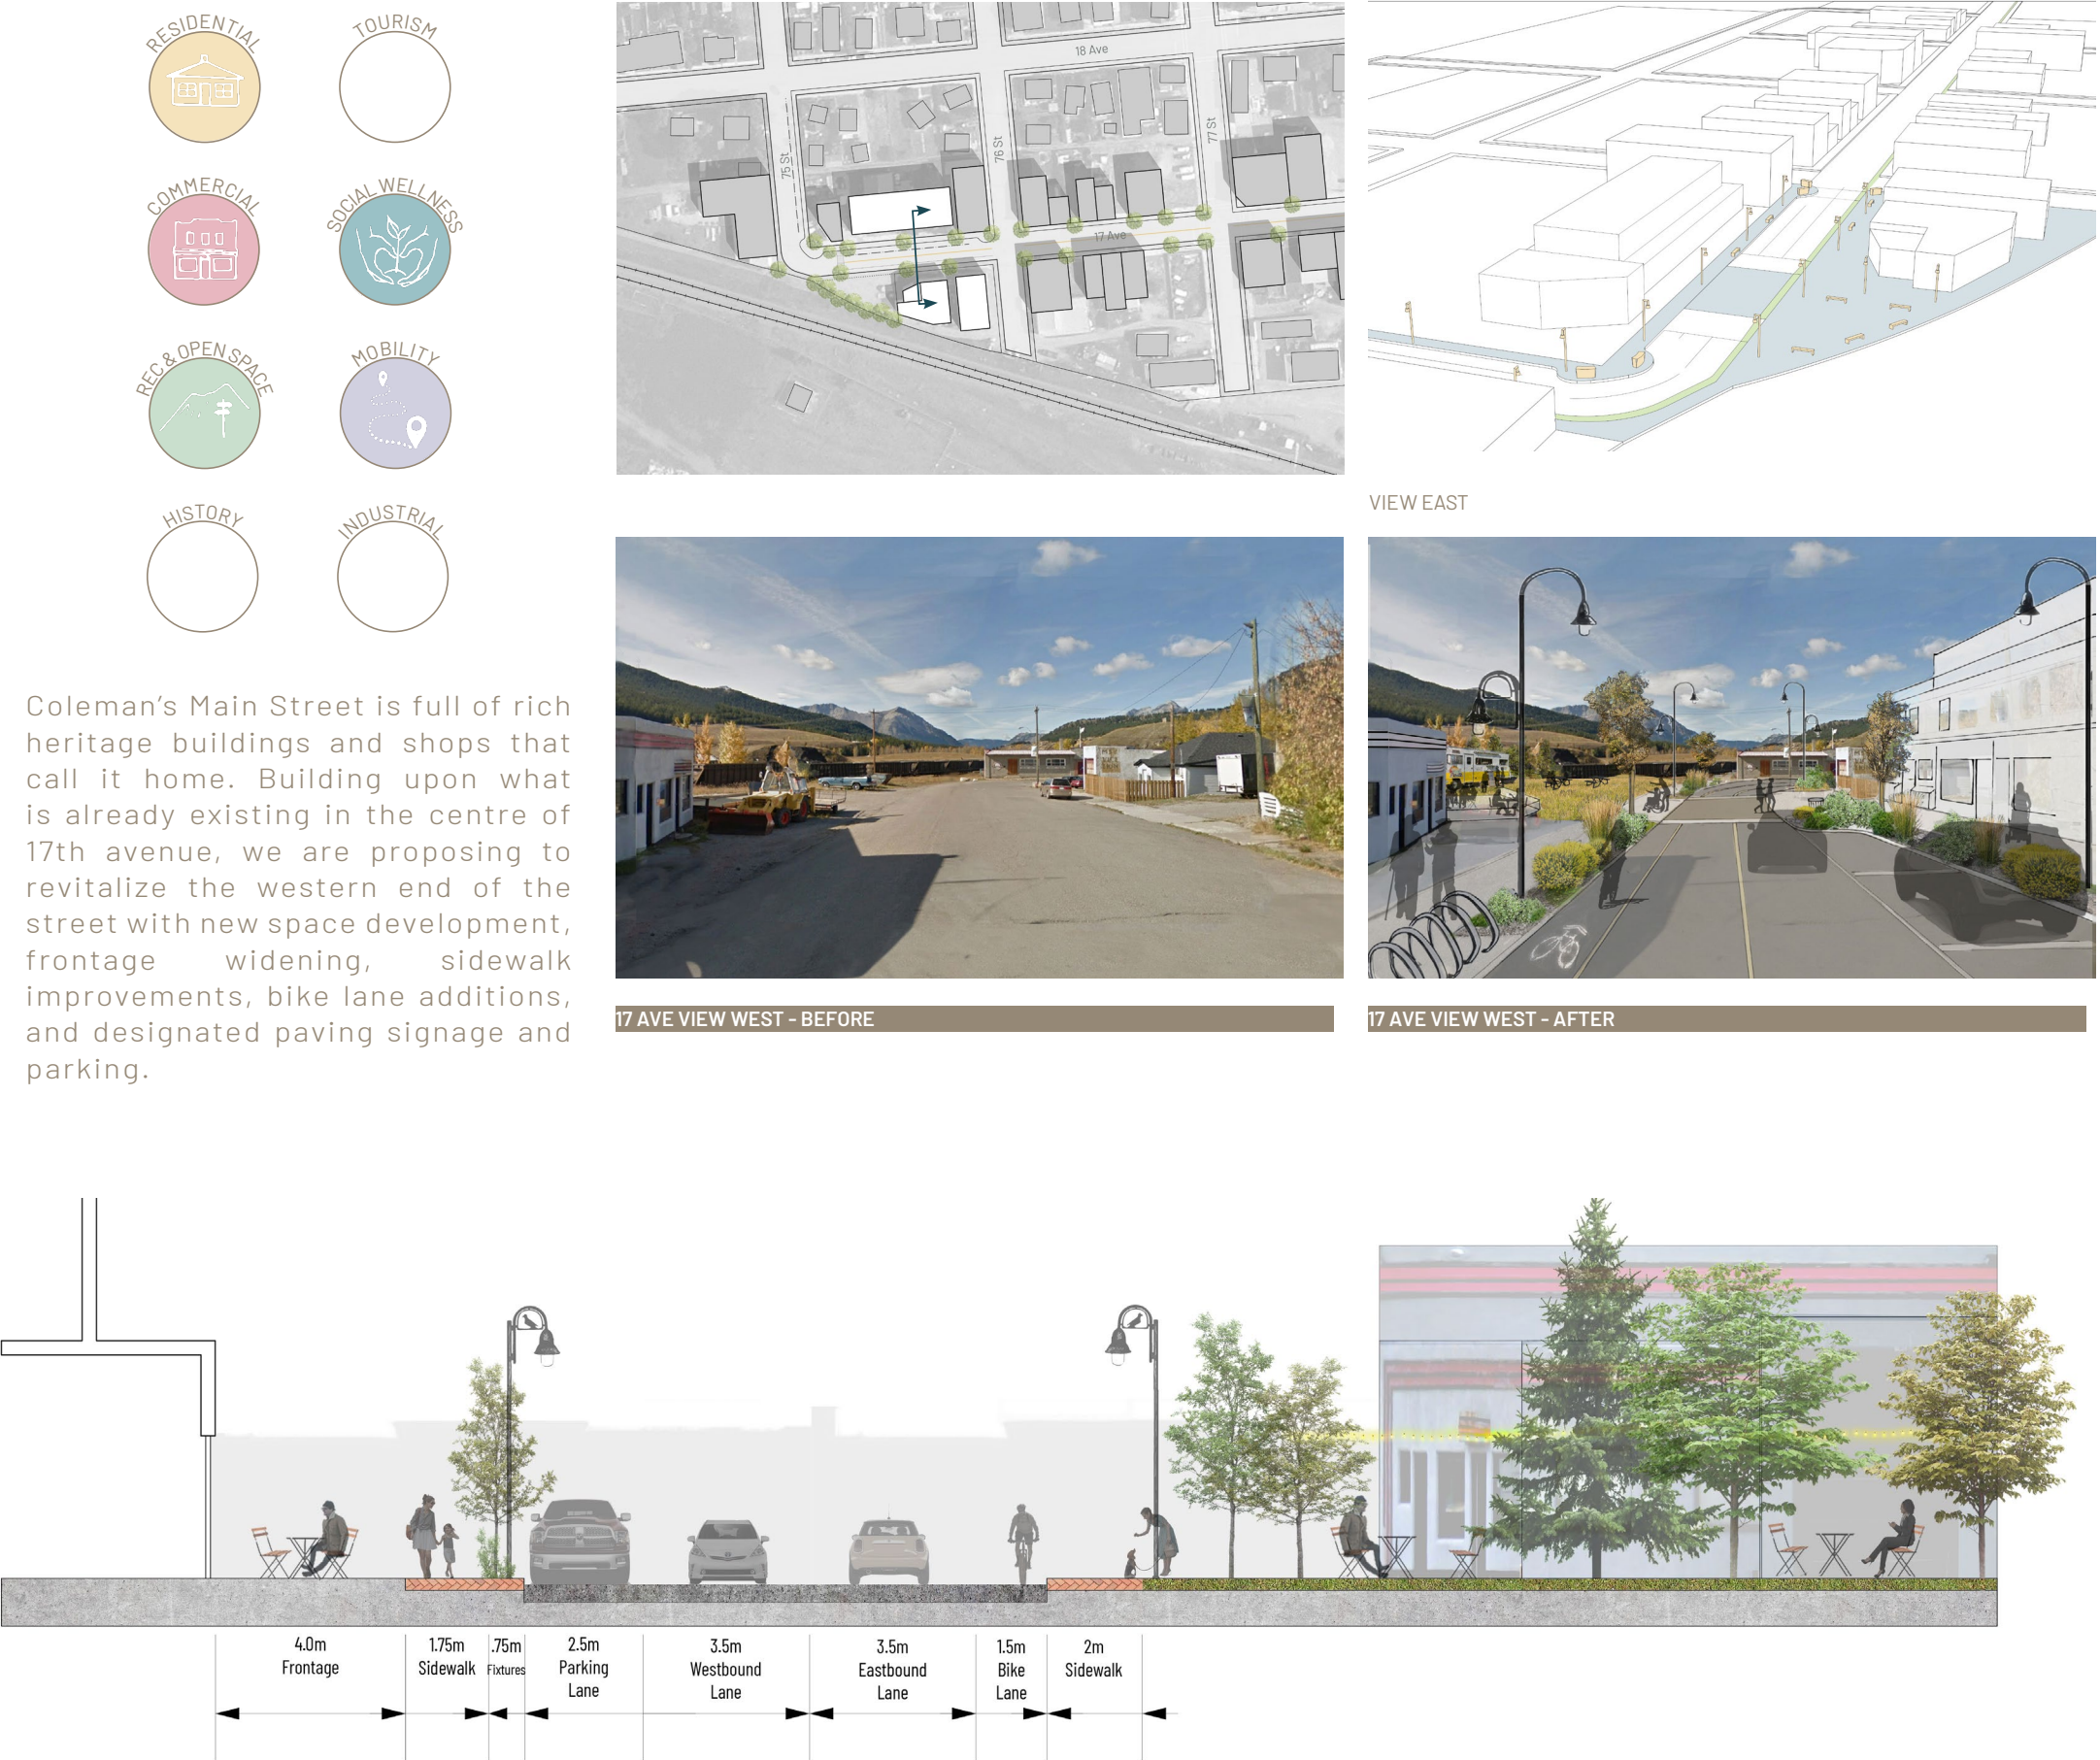 RESIDENTIAL
TOURISM
COMMERCIAL
SOCIAL WELLNESS
REC & OPEN SPACE
MOBILITY
HISTORY
INDUSTRIAL
Coleman’s Main Street is full of rich
heritage buildings and shops that
call it home. Building upon what
is already existing in the centre of
17th avenue, we are proposing to
revitalize the western end of the
street with new space development,
frontage widening, sidewalk
improvements, bike lane additions,
and designated paving signage and
parking.
18 Ave
75 St
76 St
77 St
17 Ave
VIEW EAST
17 AVE VIEW WEST - BEFORE
17 AVE VIEW WEST - AFTER
4.0m
Frontage
1.75m
Sidewalk
.75m
Fixtures
2.5m
Parking
Lane
3.5m
Westbound
Lane
3.5m
Eastbound
Lane
1.5m
Bike
Lane
2m
Sidewalk